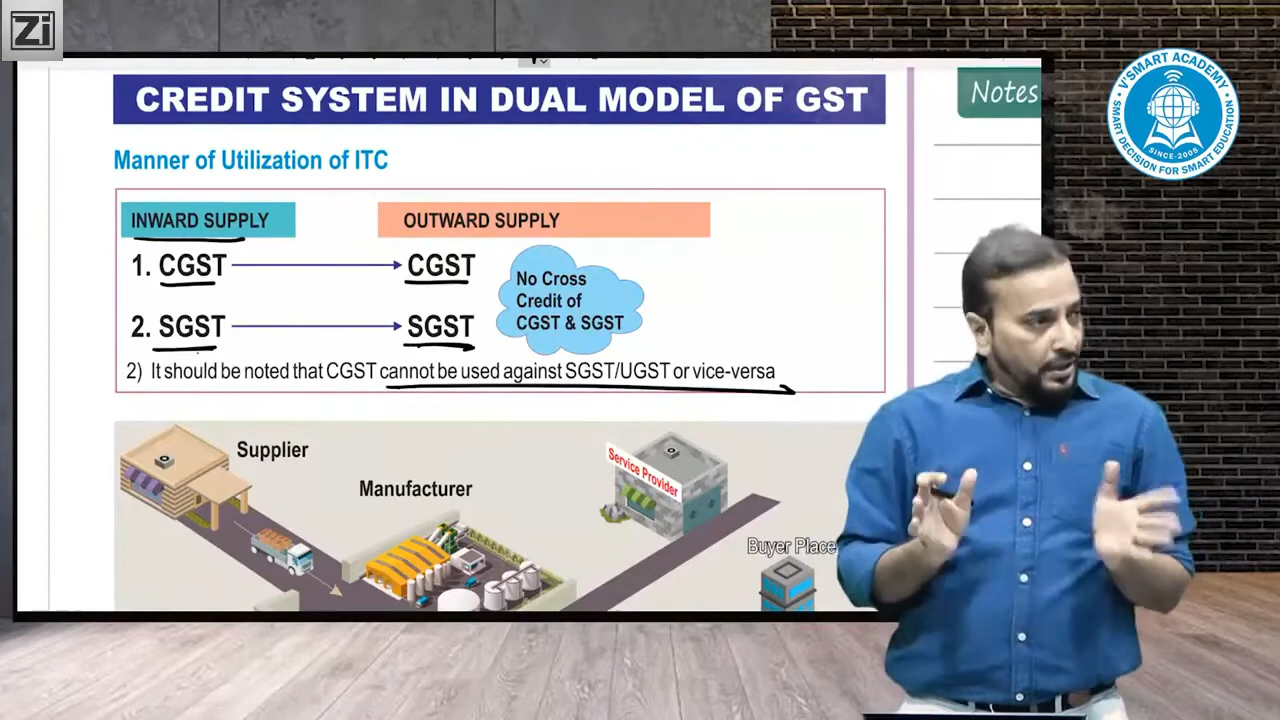 Zi
CREDIT SYSTEM IN DUAL MODEL OF GST
Notes
Manner of Utilization of ITC
INWARD SUPPLY
OUTWARD SUPPLY
1. CGST
CGST
No Cross
Credit of
CGST & SGST
2. SGST
SGST
2) It should be noted that CGST cannot be used against SGST/UGST or vice-versa
Supplier
Manufacturer
Service Provider
Buyer Place
V'SMART ACADEMY
SINCE-2005
SMART DECISION FOR SMART EDUCATION